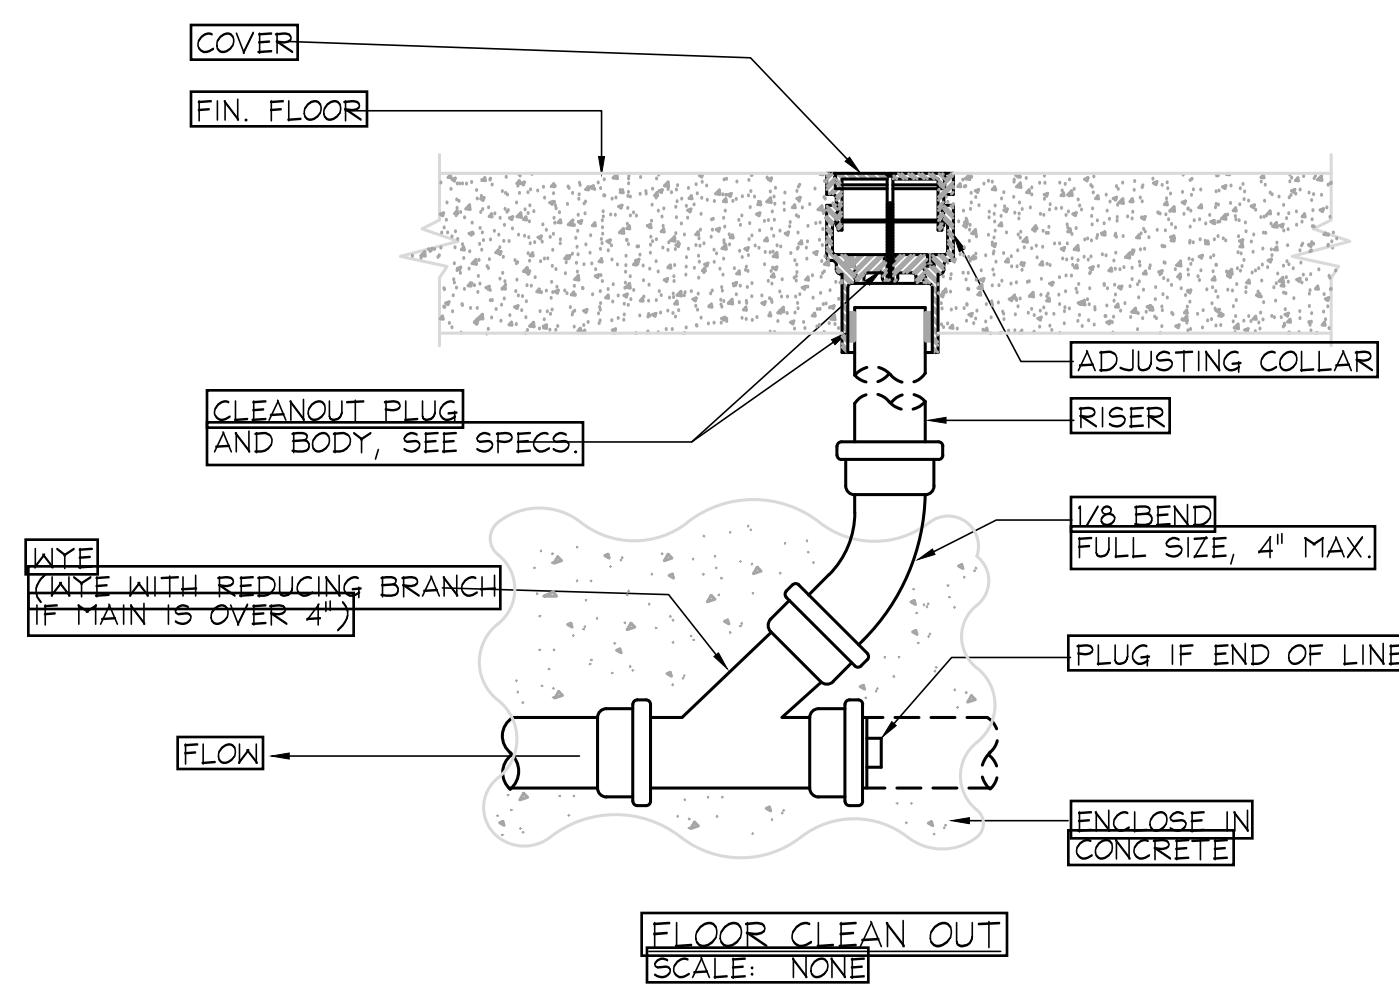 COVER
FIN. FLOOR
ADJUSTING COLLAR
CLEANOUT PLUG
AND BODY, SEE SPECS.
RISER
1/8 BEND
FULL SIZE, 4" MAX.
WYE
(WYE WITH REDUCING BRANCH
IF MAIN IS OVER 4")
PLUG IF END OF LINE
FLOW
ENCLOSE IN
CONCRETE
FLOOR CLEAN OUT
SCALE: NONE